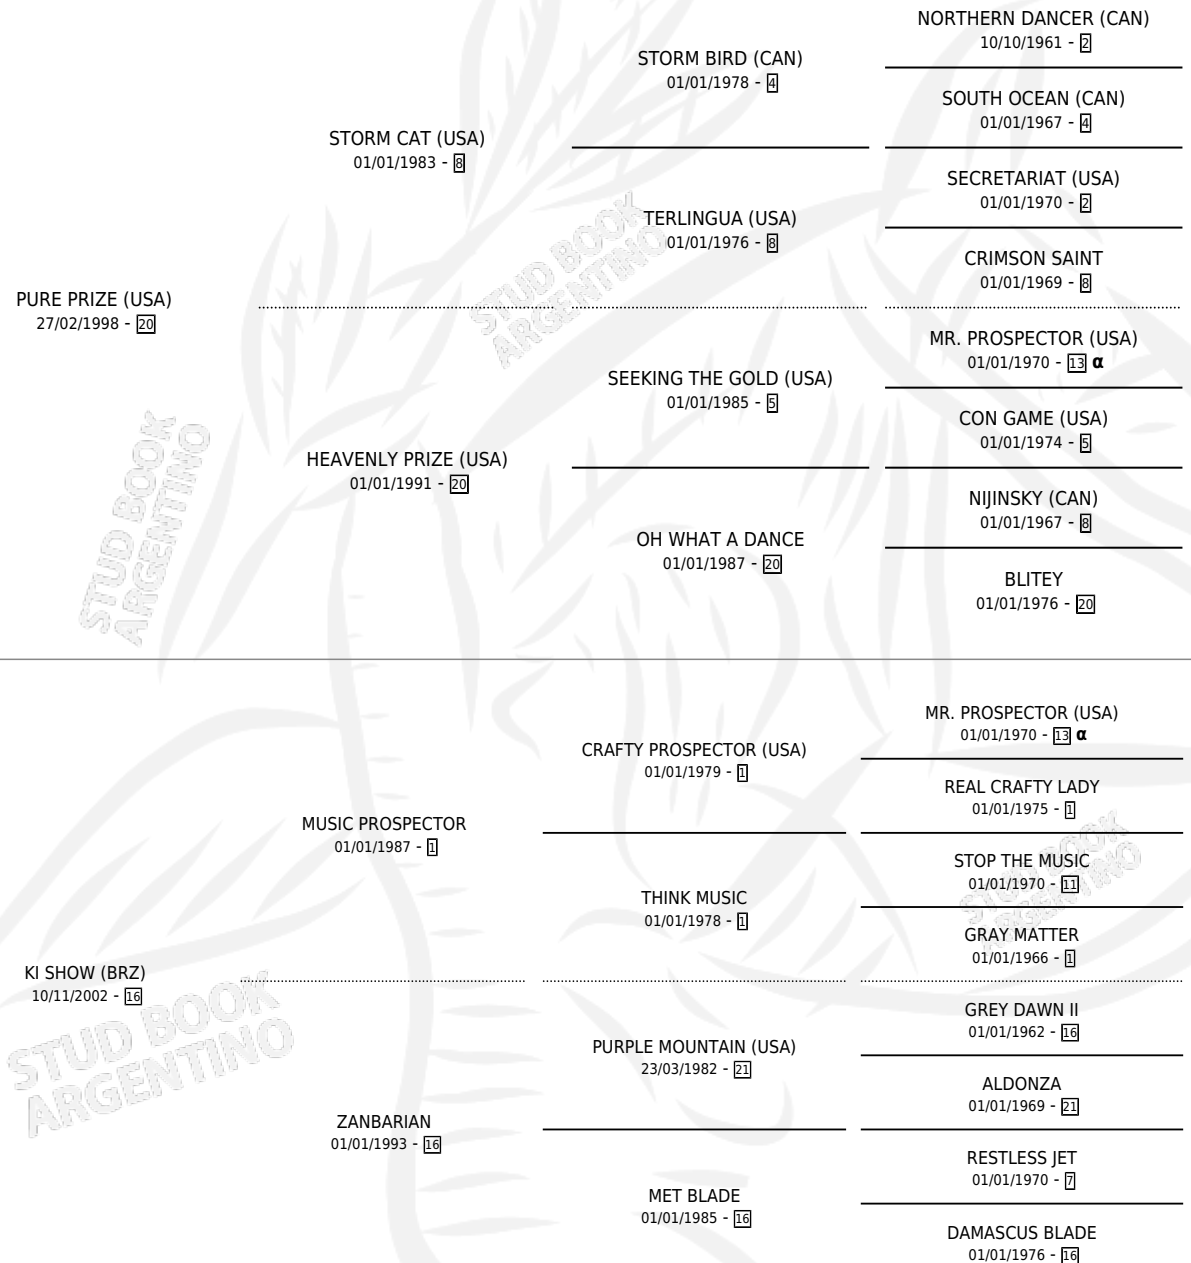 NORTHERN DANCER (CAN)
10/10/1961 - 2
STORM BIRD (CAN)
01/01/1978 - 4
SOUTH OCEAN (CAN)
01/01/1967 - 4
STORM CAT (USA)
01/01/1983 - 8
SECRETARIAT (USA)
01/01/1970 - 2
TERLINGUA (USA)
01/01/1976 - 8
CRIMSON SAINT
01/01/1969 - 8
PURE PRIZE (USA)
27/02/1998 - 20
STUD BOOK
ARGENTINO
MR. PROSPECTOR (USA)
01/01/1970 - 13 α
SEEKING THE GOLD (USA)
01/01/1985 - 5
CON GAME (USA)
01/01/1974 - 5
HEAVENLY PRIZE (USA)
01/01/1991 - 20
NIJINSKY (CAN)
01/01/1967 - 8
OH WHAT A DANCE
01/01/1987 - 20
BLITEY
01/01/1976 - 20
STUD BOOK
ARGENTINO
MR. PROSPECTOR (USA)
01/01/1970 - 13 α
CRAFTY PROSPECTOR (USA)
01/01/1979 - 1
REAL CRAFTY LADY
01/01/1975 - 1
MUSIC PROSPECTOR
01/01/1987 - 1
STOP THE MUSIC
01/01/1970 - 11
THINK MUSIC
01/01/1978 - 1
GRAY MATTER
01/01/1966 - 1
STUD BOOK
ARGENTINO
KI SHOW (BRZ)
10/11/2002 - 16
GREY DAWN II
01/01/1962 - 16
PURPLE MOUNTAIN (USA)
23/03/1982 - 21
ALDONZA
01/01/1969 - 21
ZANBARIAN
01/01/1993 - 16
RESTLESS JET
01/01/1970 - 7
MET BLADE
01/01/1985 - 16
DAMASCUS BLADE
01/01/1976 - 16
STUD BOOK
ARGENTINO